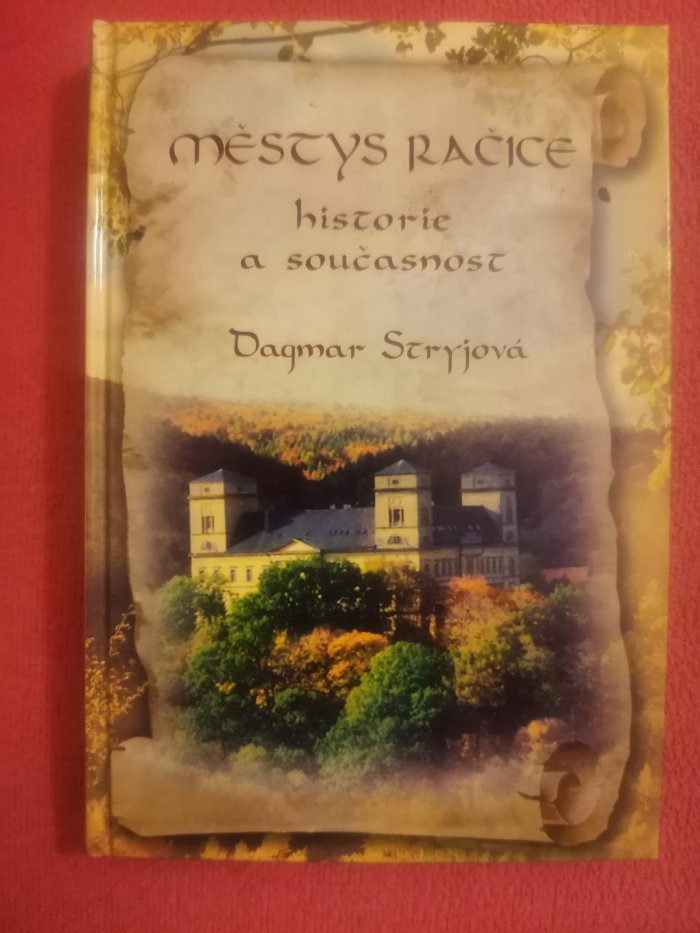 MĚSTYS RAČICE
historie
a současnost
Dagmar Stryjová